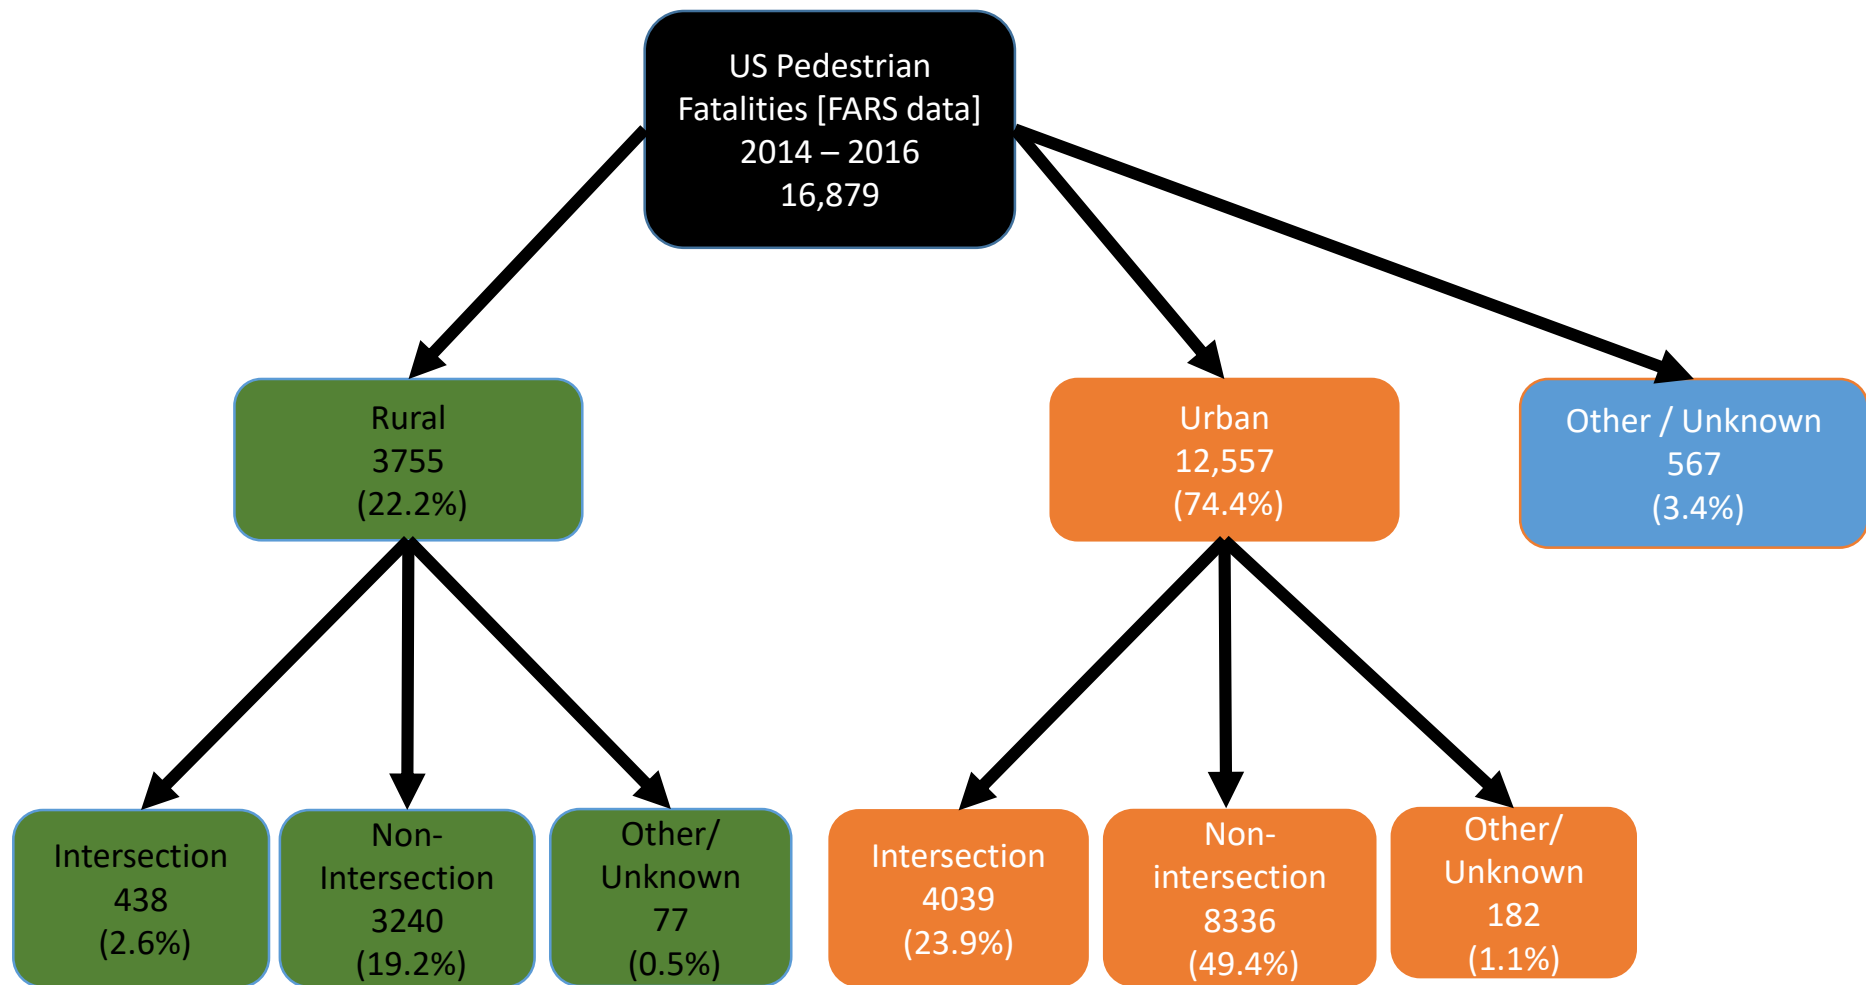 US Pedestrian
Fatalities [FARS data]
2014 – 2016
16,879
Rural
3755
(22.2%)
Urban
12,557
(74.4%)
Other / Unknown
567
(3.4%)
Intersection
438
(2.6%)
Non-
Intersection
3240
(19.2%)
Other/
Unknown
77
(0.5%)
Intersection
4039
(23.9%)
Non-
intersection
8336
(49.4%)
Other/
Unknown
182
(1.1%)